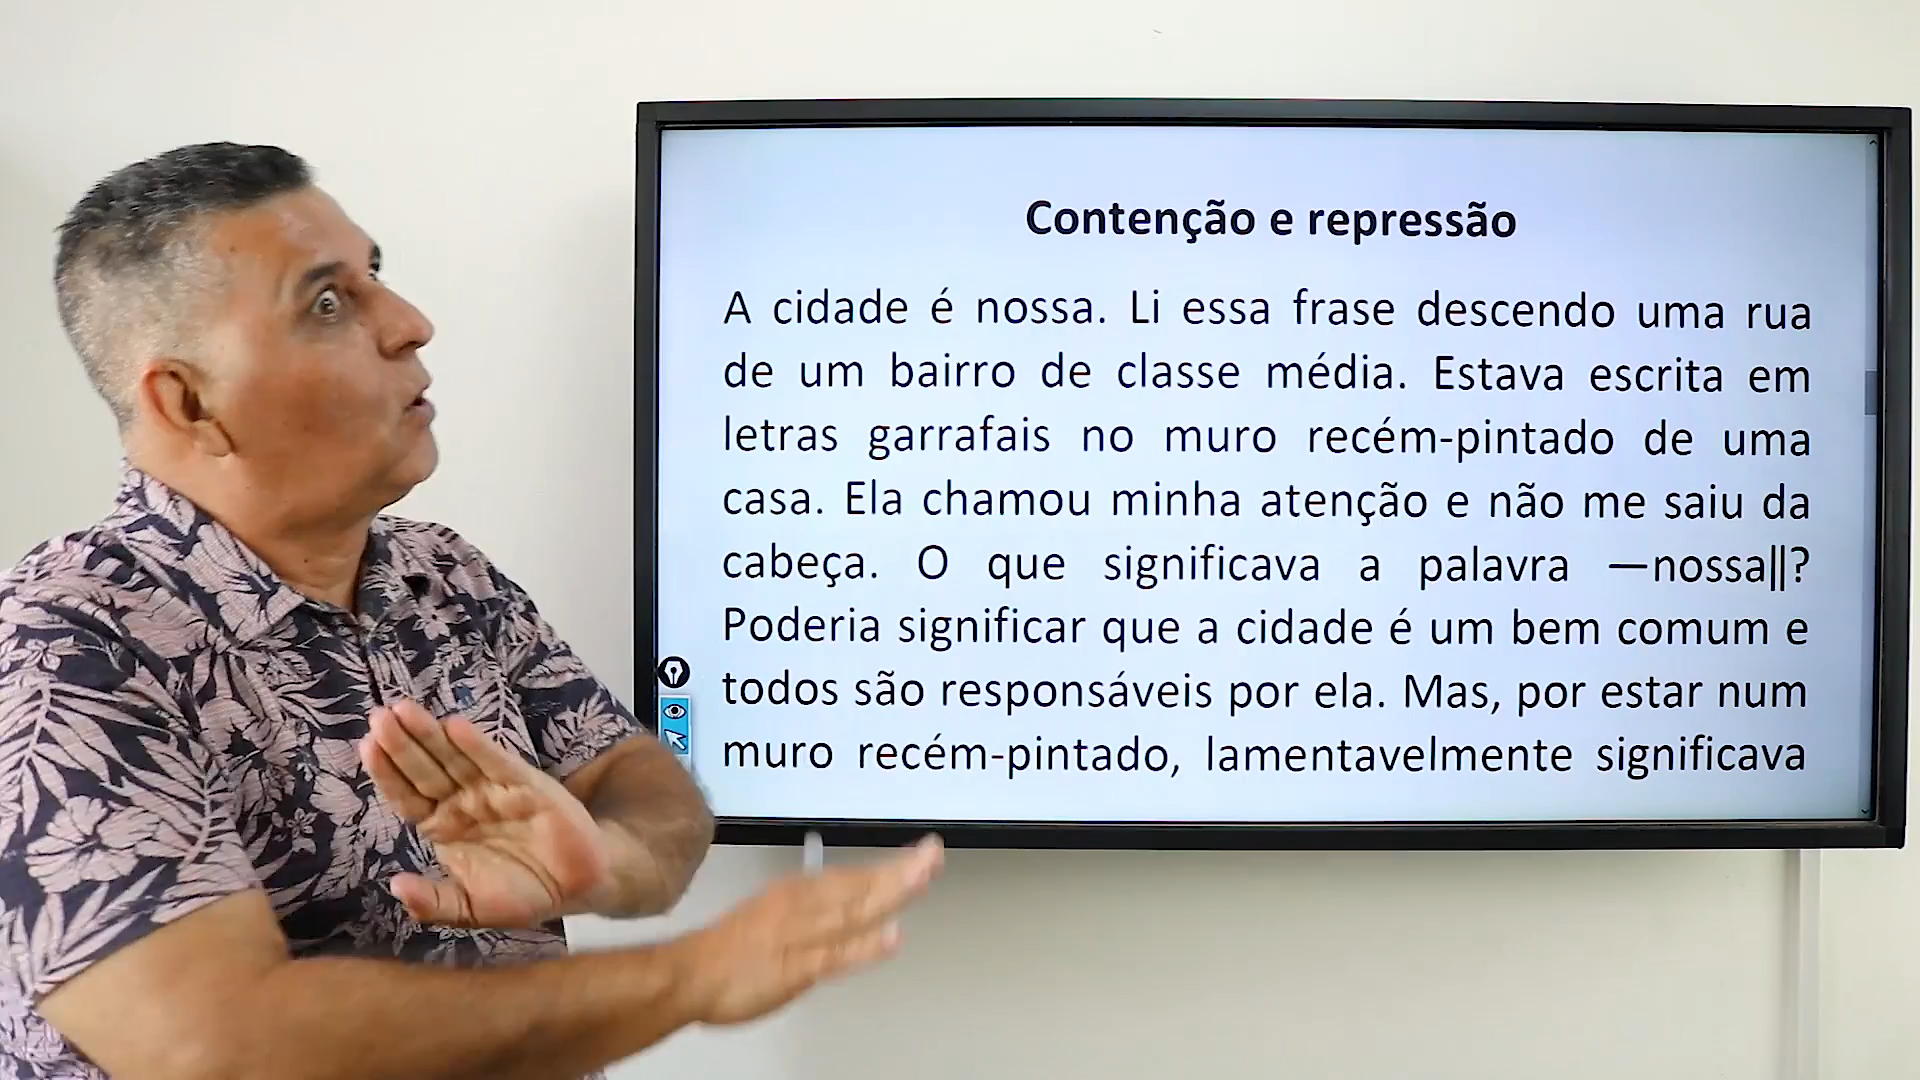 Contenção e repressão
A cidade é nossa. Li essa frase descendo uma rua
de um bairro de classe média. Estava escrita em
letras garrafais no muro recém-pintado de uma
casa. Ela chamou minha atenção e não me saiu da
cabeça. O que significava a palavra ―nossa‖?
Poderia significar que a cidade é um bem comum e
todos são responsáveis por ela. Mas, por estar num
muro recém-pintado, lamentavelmente significava